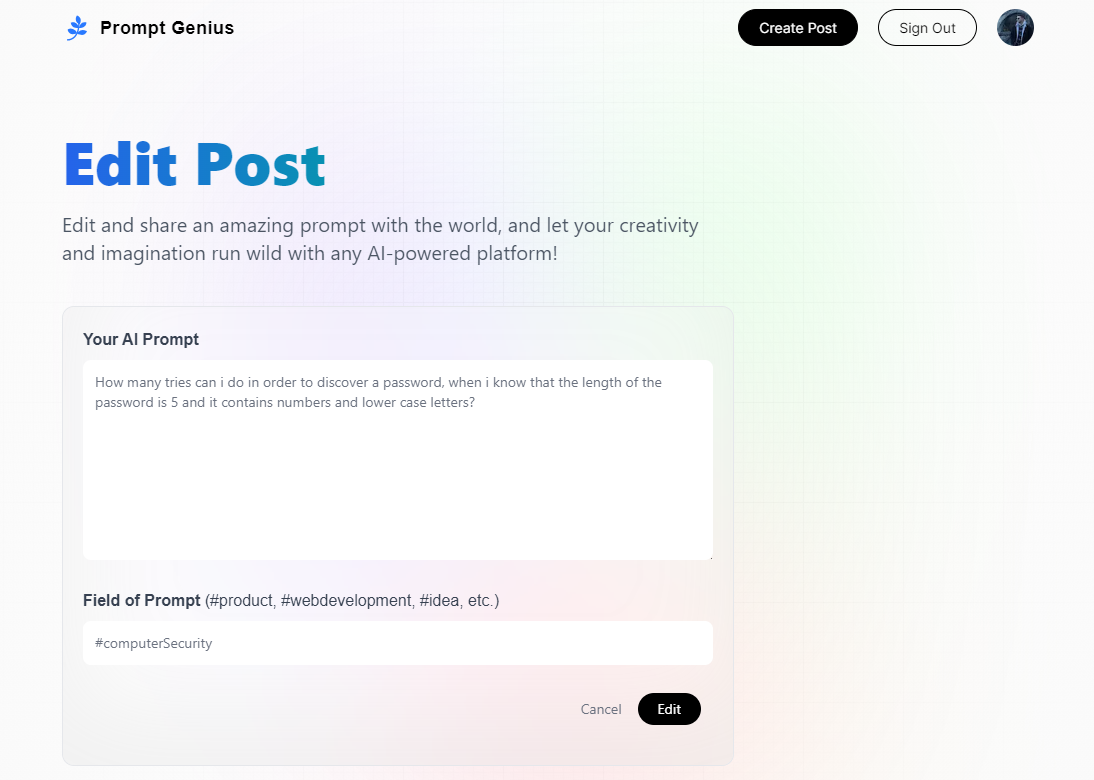 Prompt Genius
Create Post
Sign Out
Edit Post
Edit and share an amazing prompt with the world, and let your creativity
and imagination run wild with any AI-powered platform!
Your AI Prompt
How many tries can i do in order to discover a password, when i know that the length of the
password is 5 and it contains numbers and lower case letters?
Field of Prompt (#product, #webdevelopment, #idea, etc.)
#computerSecurity
Cancel
Edit